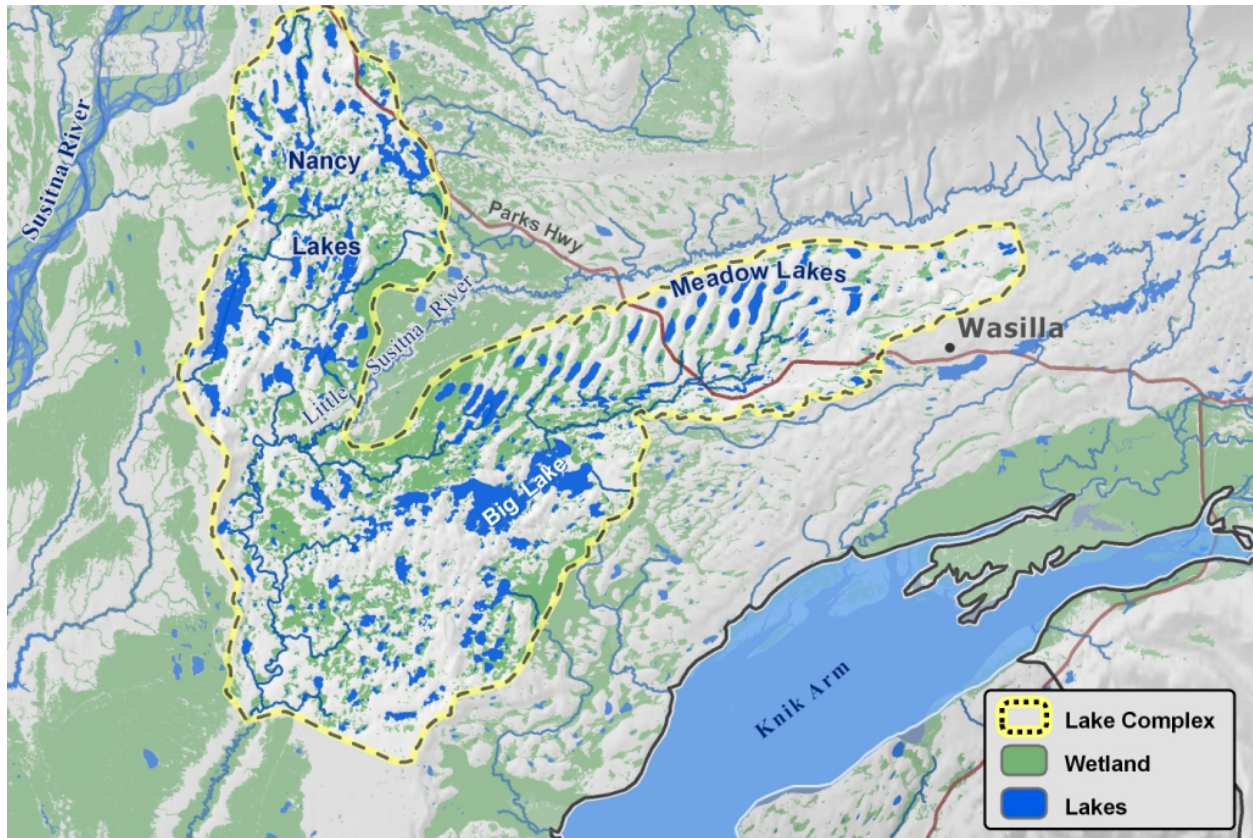 Susitna River
Nancy
Lakes
Parks Hwy
Meadow Lakes
Little Susitna River
Wasilla
Big Lake
Knik Arm
Lake Complex
Wetland
Lakes